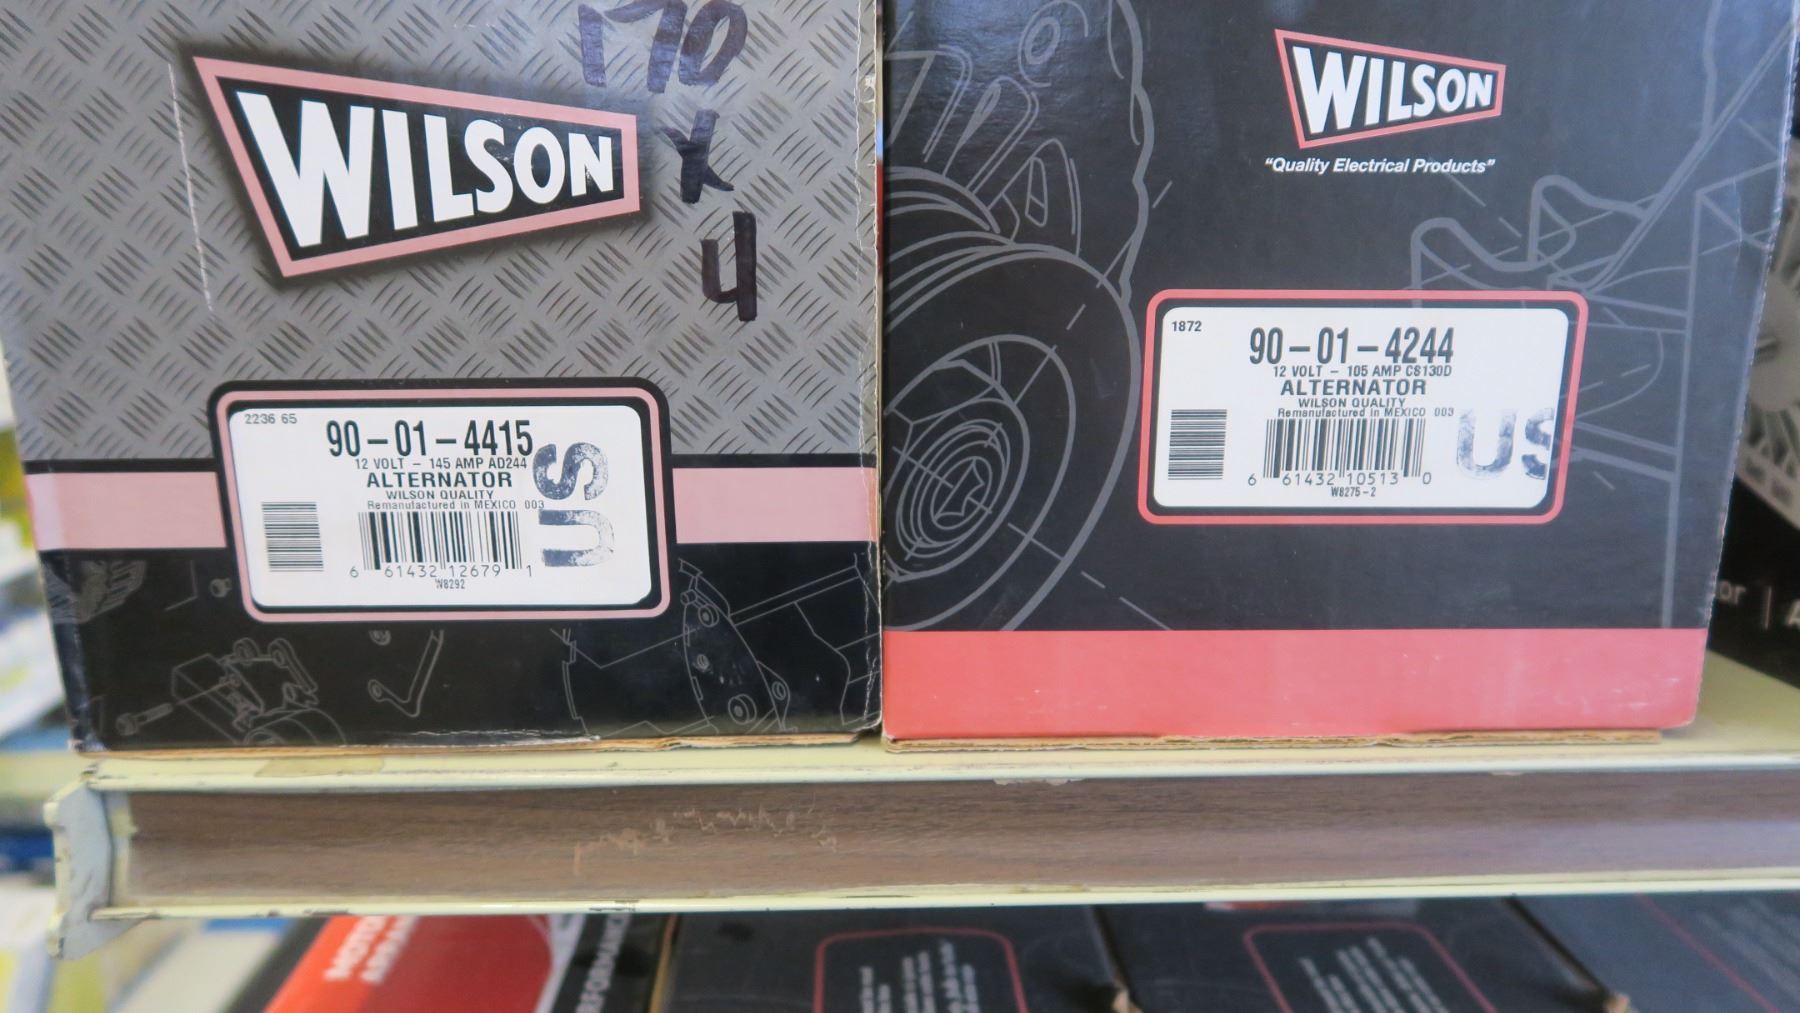 170
x
4
WILSON
2236 65
90-01-4415
12 VOLT - 145 AMP AD244
ALTERNATOR
WILSON QUALITY
Remanufactured in MEXICO 003
6 61432 12679 1
W8292
US
WILSON
"Quality Electrical Products"
1872
90-01-4244
12 VOLT - 105 AMP CS130D
ALTERNATOR
WILSON QUALITY
Remanufactured in MEXICO 003
6 61432 10513 0
W8275-2
US